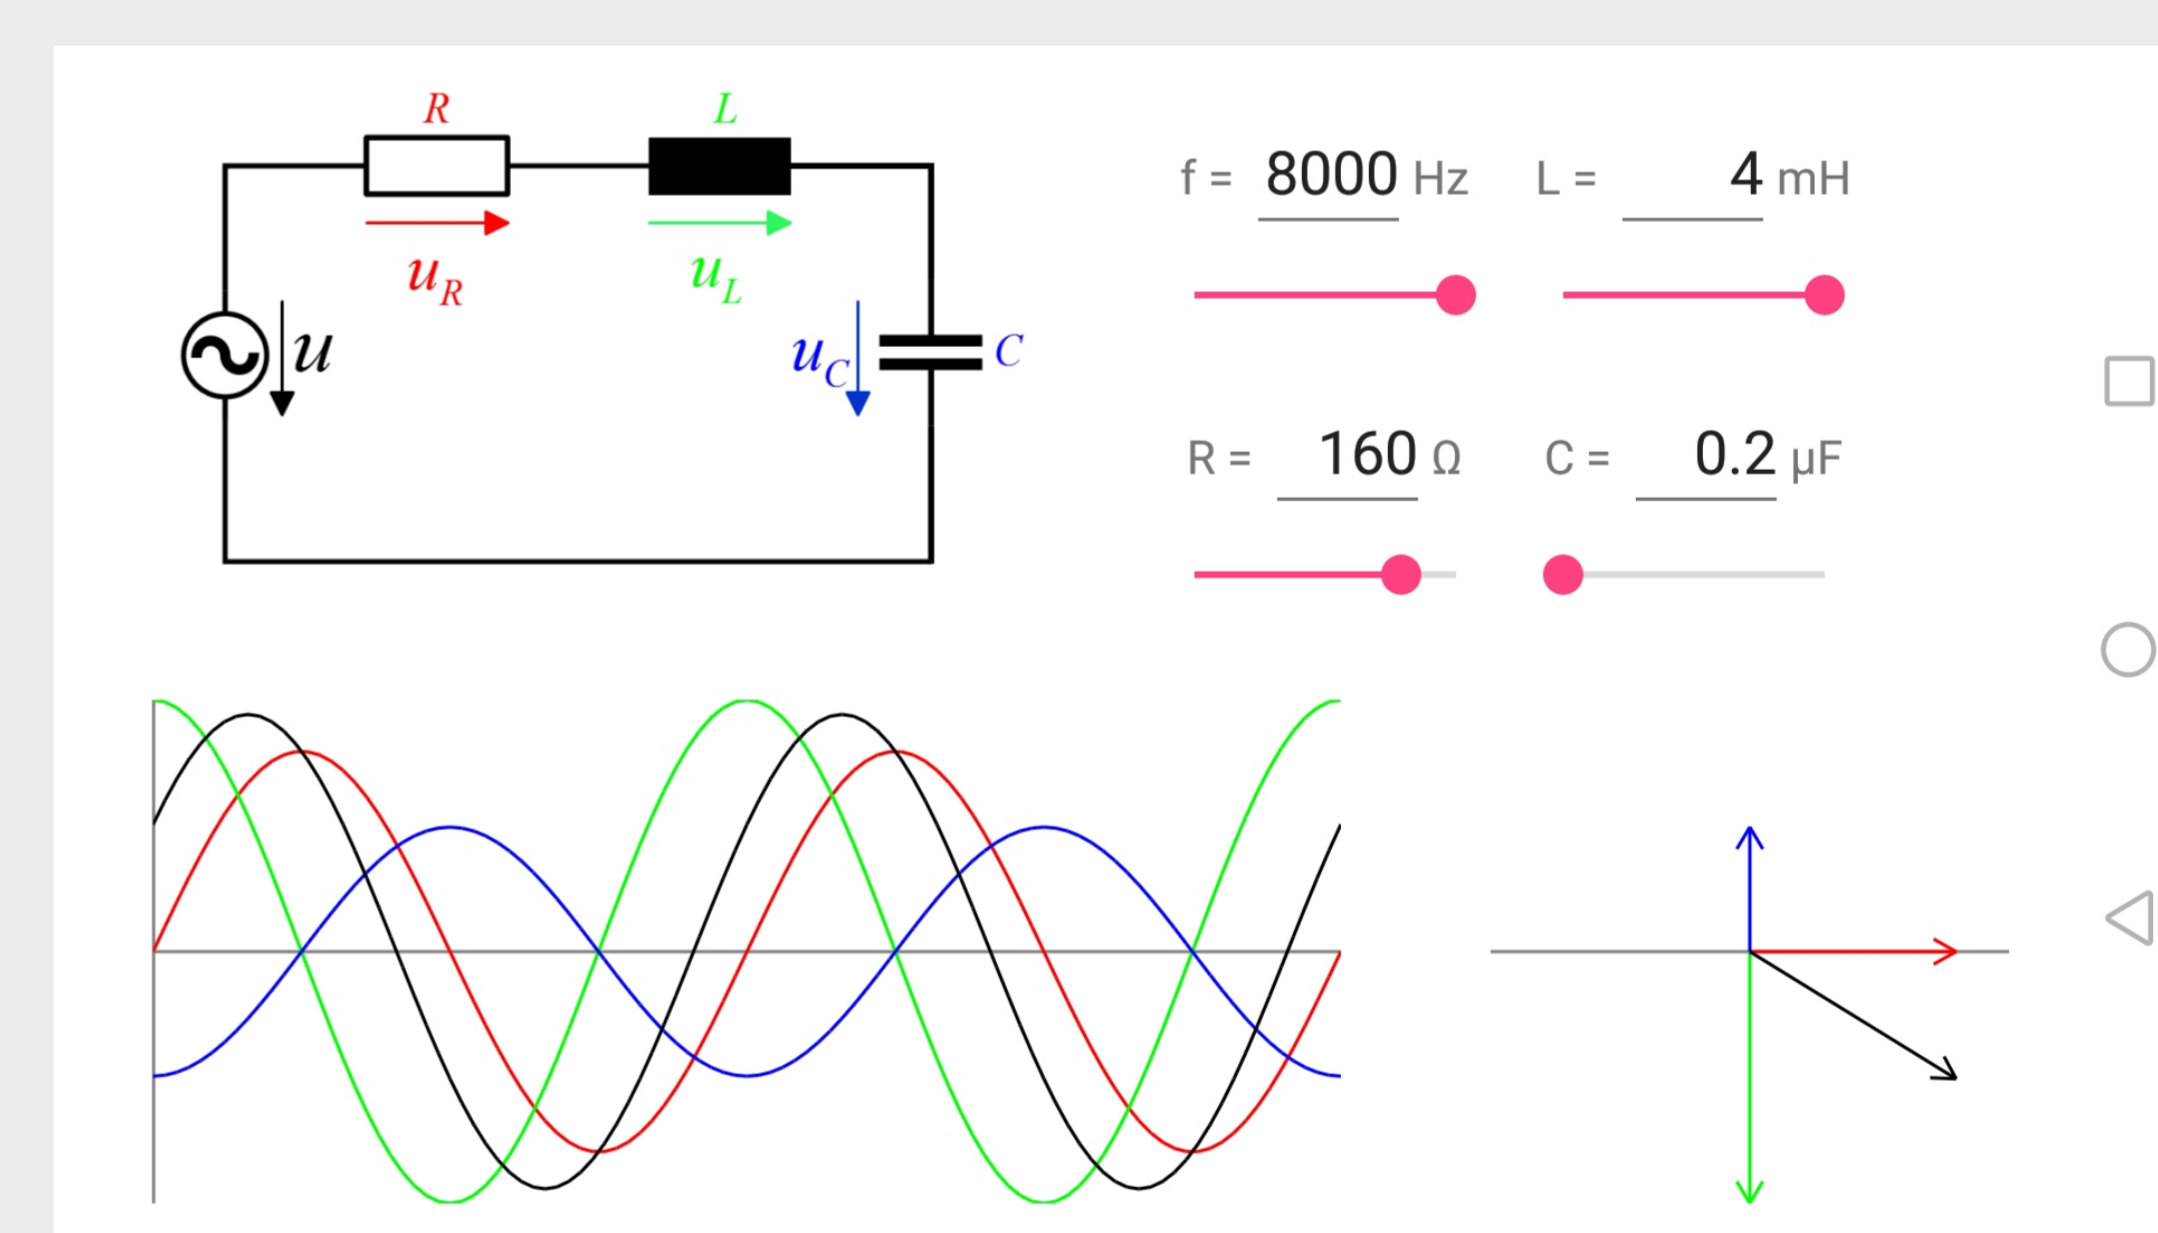 R
L
u_R
u_L
u
u_C
C
f = 8000 Hz
L = 4 mH
R = 160 Ω
C = 0.2 μF